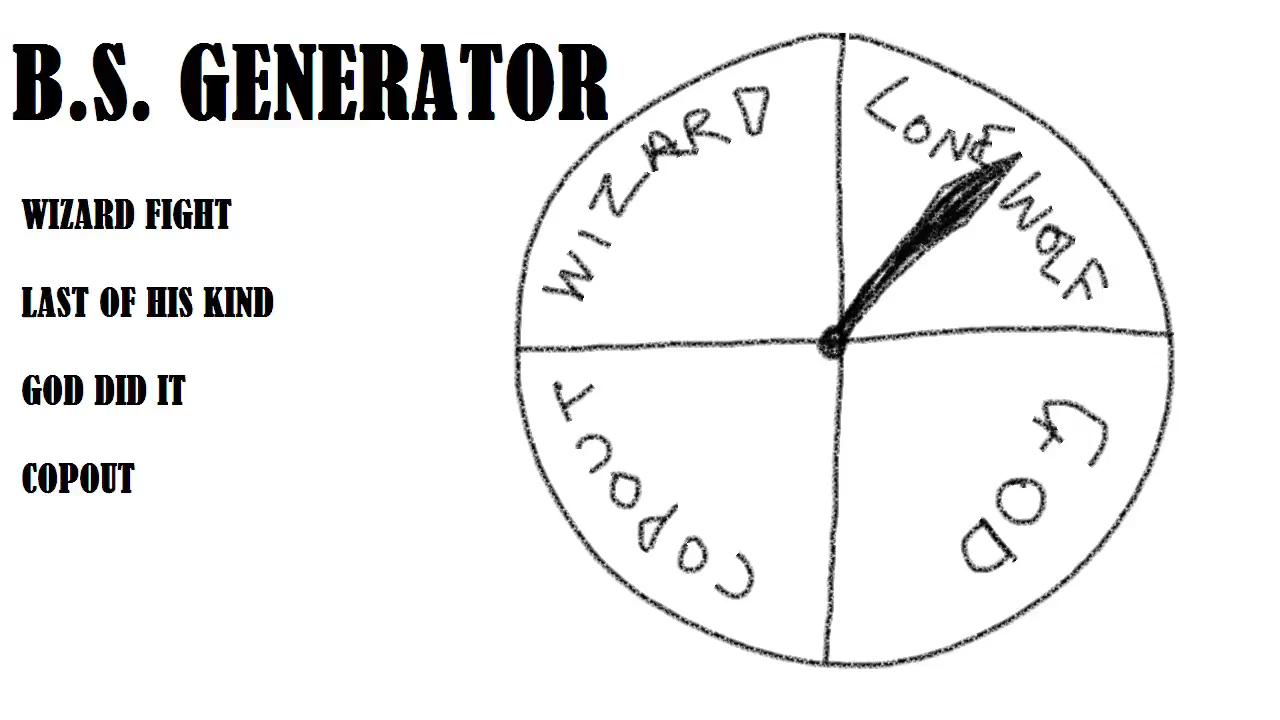 B.S. GENERATOR
WIZARD FIGHT
LAST OF HIS KIND
GOD DID IT
COPOUT
WIZARD
LONE WOLF
GOD
COPOUT